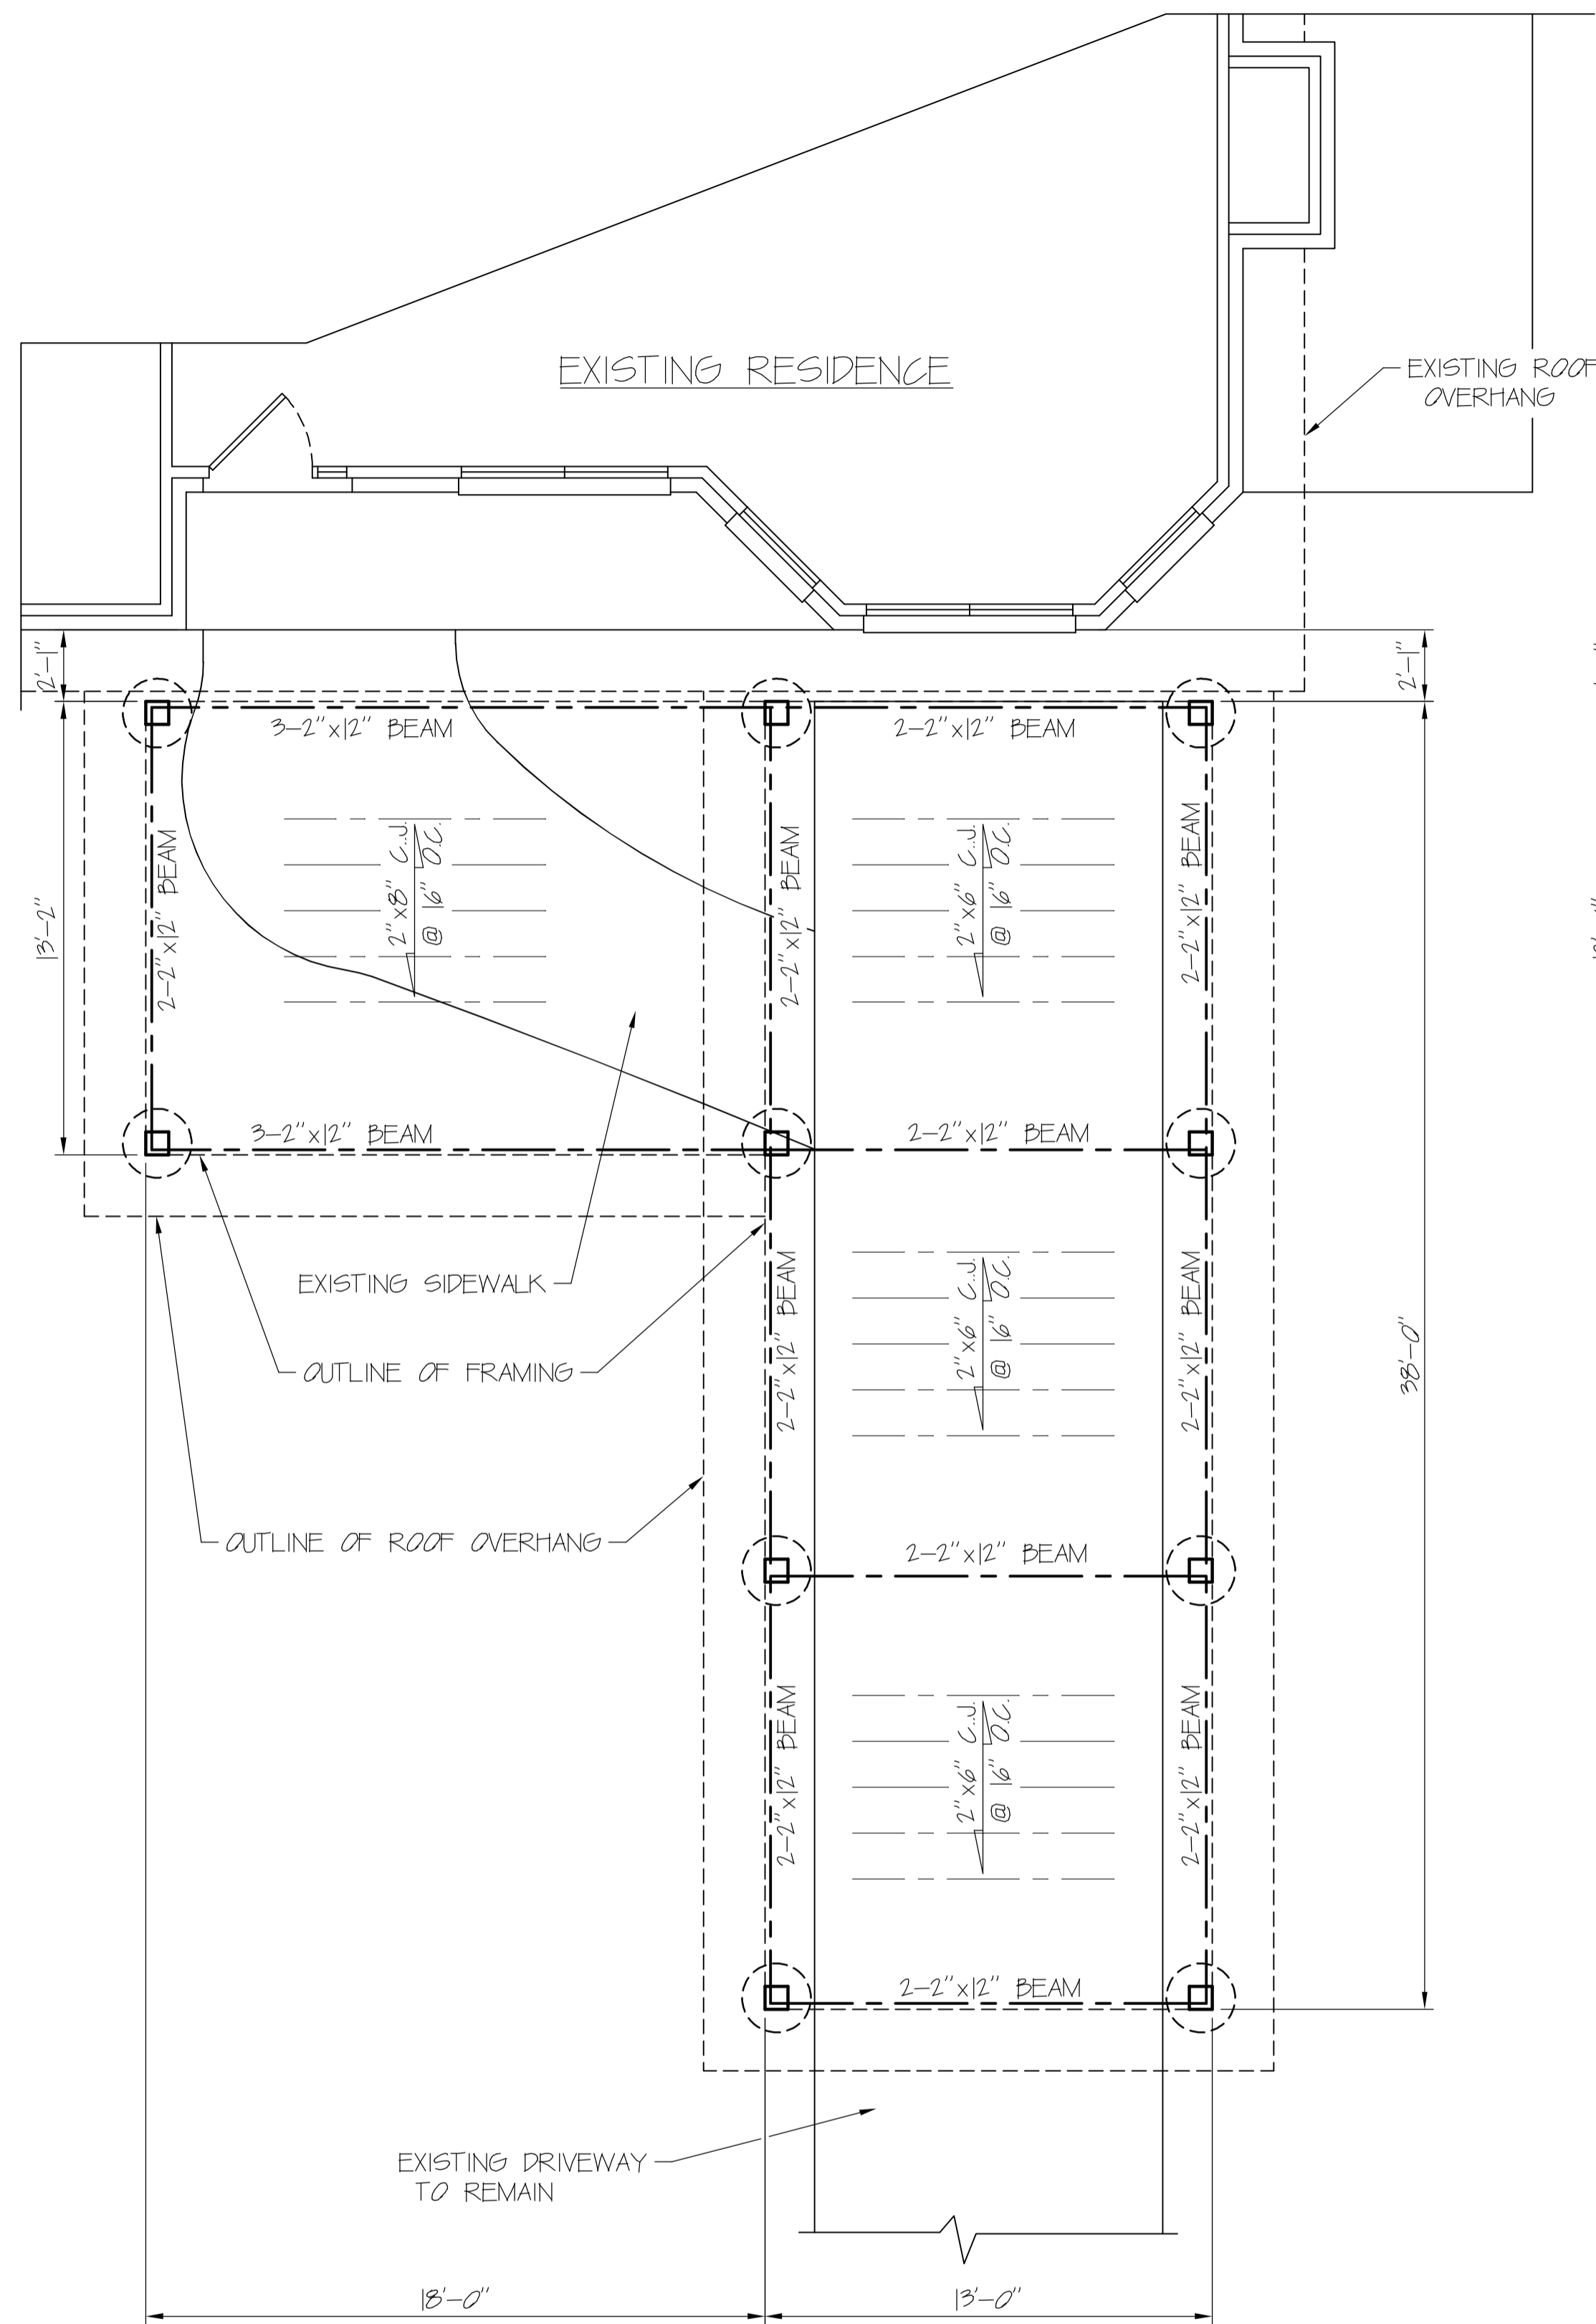 EXISTING RESIDENCE
EXISTING ROOF
OVERHANG
2'-1"
2'-1"
3-2"x12" BEAM
2-2"x12" BEAM
2-2"x12" BEAM
2"x8" C.J.
@ 16" O.C.
2-2"x12" BEAM
2"x6" C.J.
@ 16" O.C.
2-2"x12" BEAM
13'-2"
3-2"x12" BEAM
2-2"x12" BEAM
EXISTING SIDEWALK
2-2"x12" BEAM
2"x6" C.J.
@ 16" O.C.
2-2"x12" BEAM
38'-0"
OUTLINE OF FRAMING
OUTLINE OF ROOF OVERHANG
2-2"x12" BEAM
2-2"x12" BEAM
2"x6" C.J.
@ 16" O.C.
2-2"x12" BEAM
2-2"x12" BEAM
EXISTING DRIVEWAY
TO REMAIN
18'-0"
13'-0"